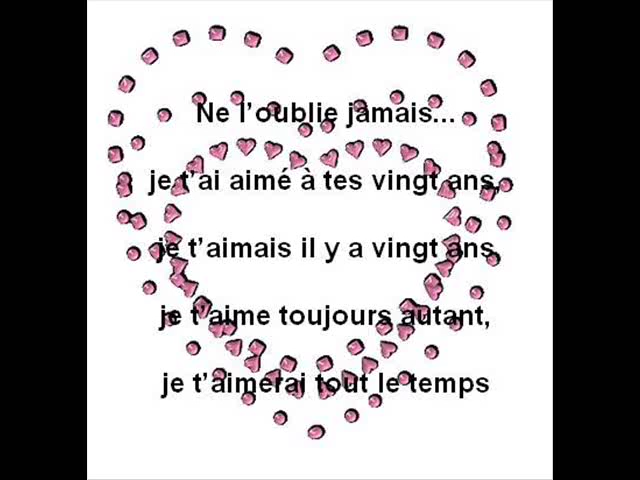 Ne l’oublie jamais...
je t’ai aimé à tes vingt ans,
je t’aimais il y a vingt ans
je t’aime toujours autant,
je t’aimerai tout le temps